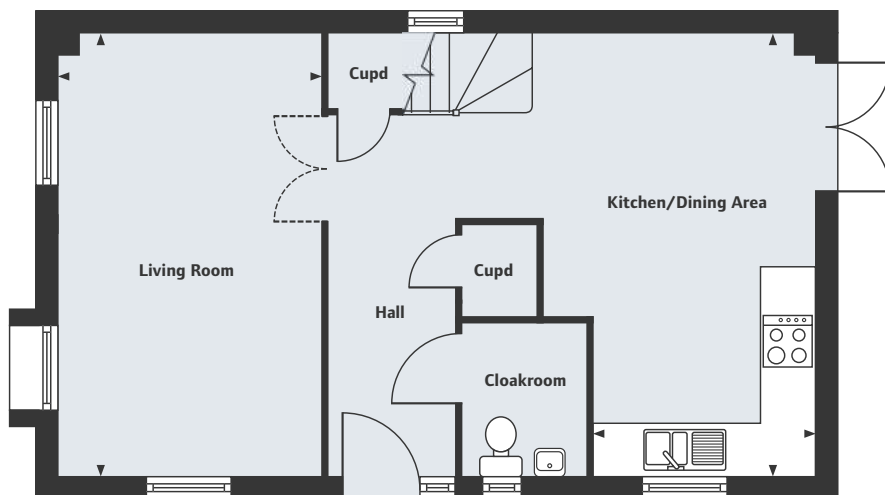 Cupd
Kitchen/Dining Area
Living Room
Cupd
Hall
Cloakroom